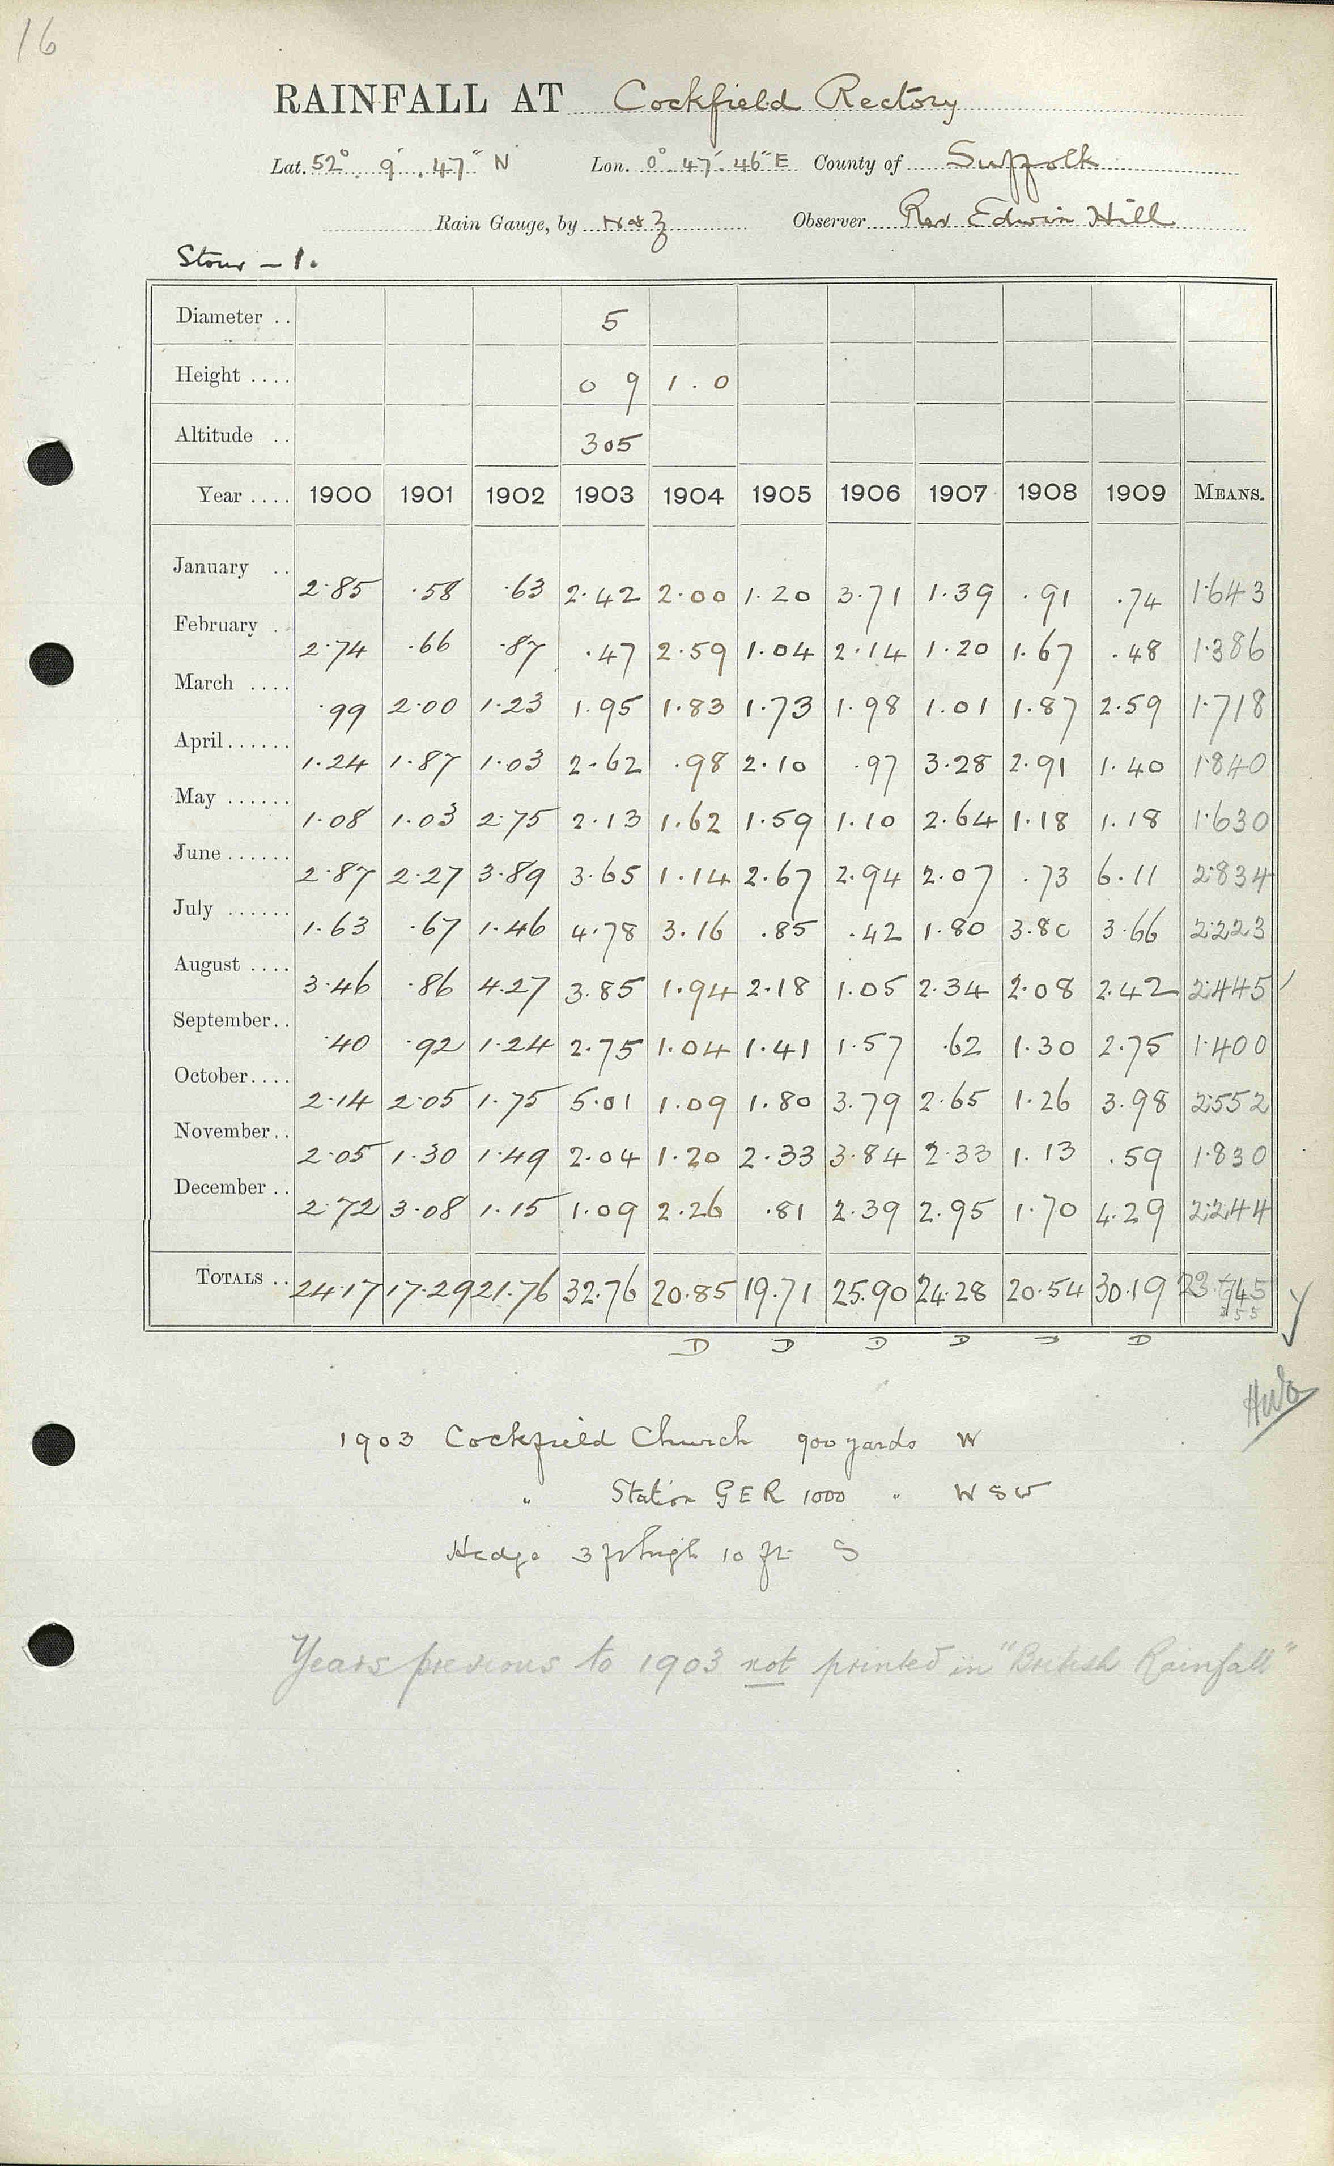 16
RAINFALL AT Cockfield Rectory
Lat. 52° 9' 47" N Lon. 0° 47' 46" E County of Suffolk
Rain Gauge, by N & Z Observer Rev Edwin Hill
Stour - 1.
Diameter .. 5
Height .... 0 9 1.0
Altitude .. 305
Year .... 1900 1901 1902 1903 1904 1905 1906 1907 1908 1909 MEANS.
January .. 2.85 .58 .63 2.42 2.00 1.20 3.71 1.39 .91 .74 1.643
February . 2.74 .66 .87 .47 2.59 1.04 2.14 1.20 1.67 .48 1.386
March .... .99 2.00 1.23 1.95 1.83 1.73 1.98 1.01 1.87 2.59 1.718
April...... 1.24 1.87 1.03 2.62 .98 2.10 .97 3.28 2.91 1.40 1.840
May ...... 1.08 1.03 2.75 2.13 1.62 1.59 1.10 2.64 1.18 1.18 1.630
June...... 2.87 2.27 3.89 3.65 1.14 2.67 2.94 2.07 .73 6.11 2.834
July ...... 1.63 .67 1.46 4.78 3.16 .85 .42 1.80 3.80 3.66 2.223
August .... 3.46 .86 4.27 3.85 1.94 2.18 1.05 2.34 2.08 2.42 2.445
September.. .40 .92 1.24 2.75 1.04 1.41 1.57 .62 1.30 2.75 1.400
October.... 2.14 2.05 1.75 5.01 1.09 1.80 3.79 2.65 1.26 3.98 2.552
November.. 2.05 1.30 1.49 2.04 1.20 2.33 3.84 2.33 1.13 .59 1.830
December .. 2.72 3.08 1.15 1.09 2.26 .81 2.39 2.95 1.70 4.29 2.244
TOTALS .. 24.17 17.29 21.76 32.76 20.85 19.71 25.90 24.28 20.54 30.19 23.745
D D D D D D
1903 Cockfield Church 900 yards W
" Station GER 1000 " WSW
Hedge 3 ft high 10 ft S
Years previous to 1903 not printed in "British Rainfall"